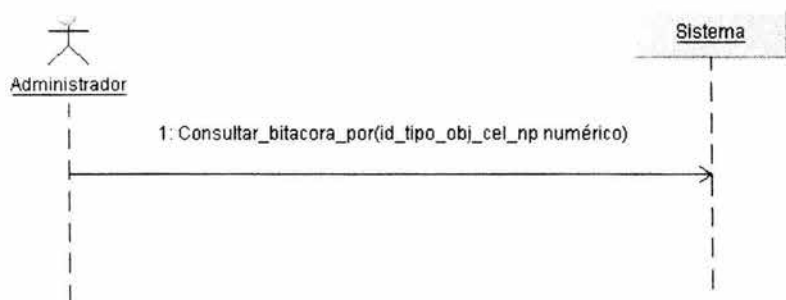 Sistema
Administrador
1: Consultar_bitacora_por(id_tipo_obj_cel_np numérico)